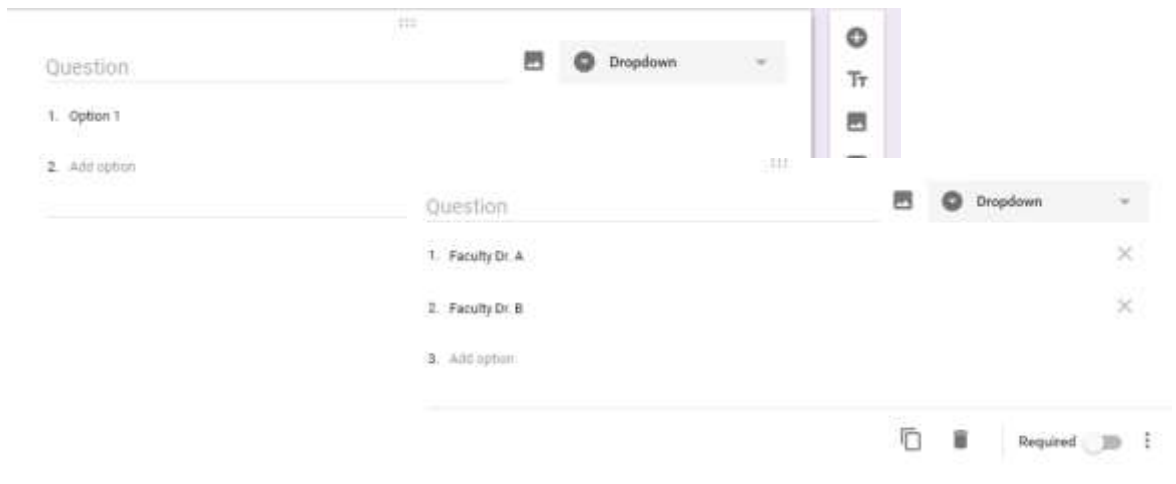 Question
Dropdown
Tт
1. Option 1
2. Add option
Question
Dropdown
1. Faculty Dr. A
2. Faculty Dr. B
3. Add option
Required